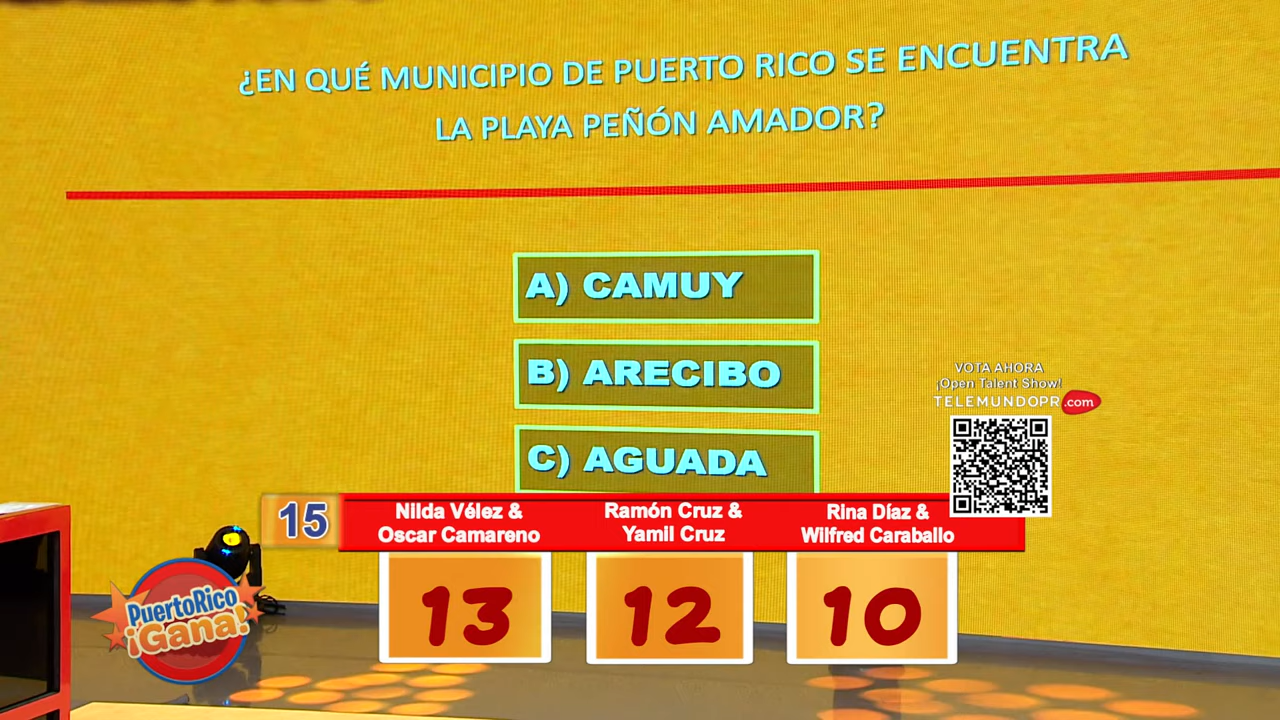 ¿EN QUÉ MUNICIPIO DE PUERTO RICO SE ENCUENTRA
LA PLAYA PEÑÓN AMADOR?
A) CAMUY
B) ARECIBO
C) AGUADA
VOTA AHORA
¡Open Talent Show!
TELEMUNDOPR.com
15
Nilda Vélez &
Oscar Camareno
Ramón Cruz &
Yamil Cruz
Rina Díaz &
Wilfred Caraballo
13
12
10
PuertoRico
¡Gana!